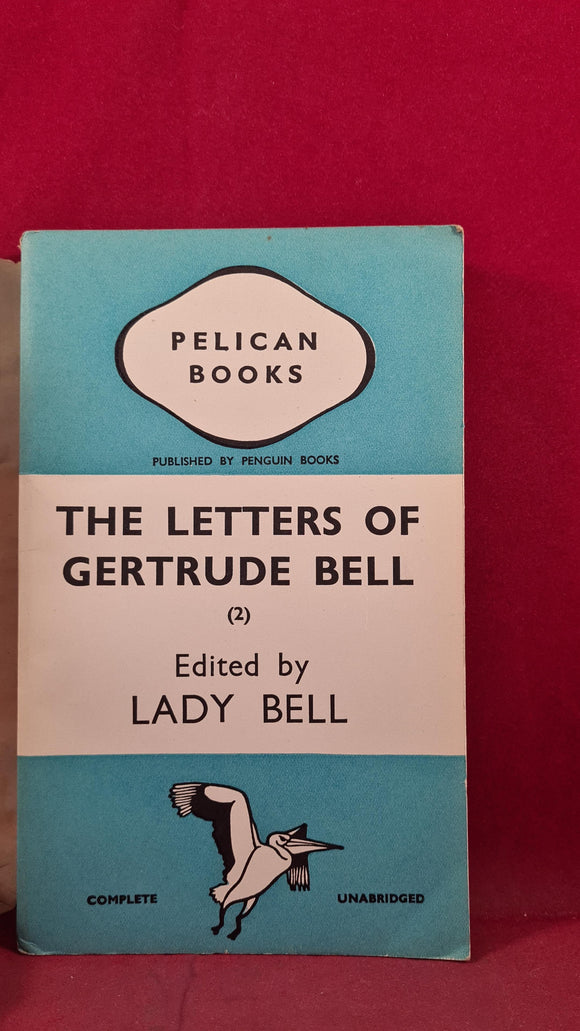 PELICAN
BOOKS
PUBLISHED BY PENGUIN BOOKS
THE LETTERS OF
GERTRUDE BELL
(2)
Edited by
LADY BELL
COMPLETE UNABRIDGED